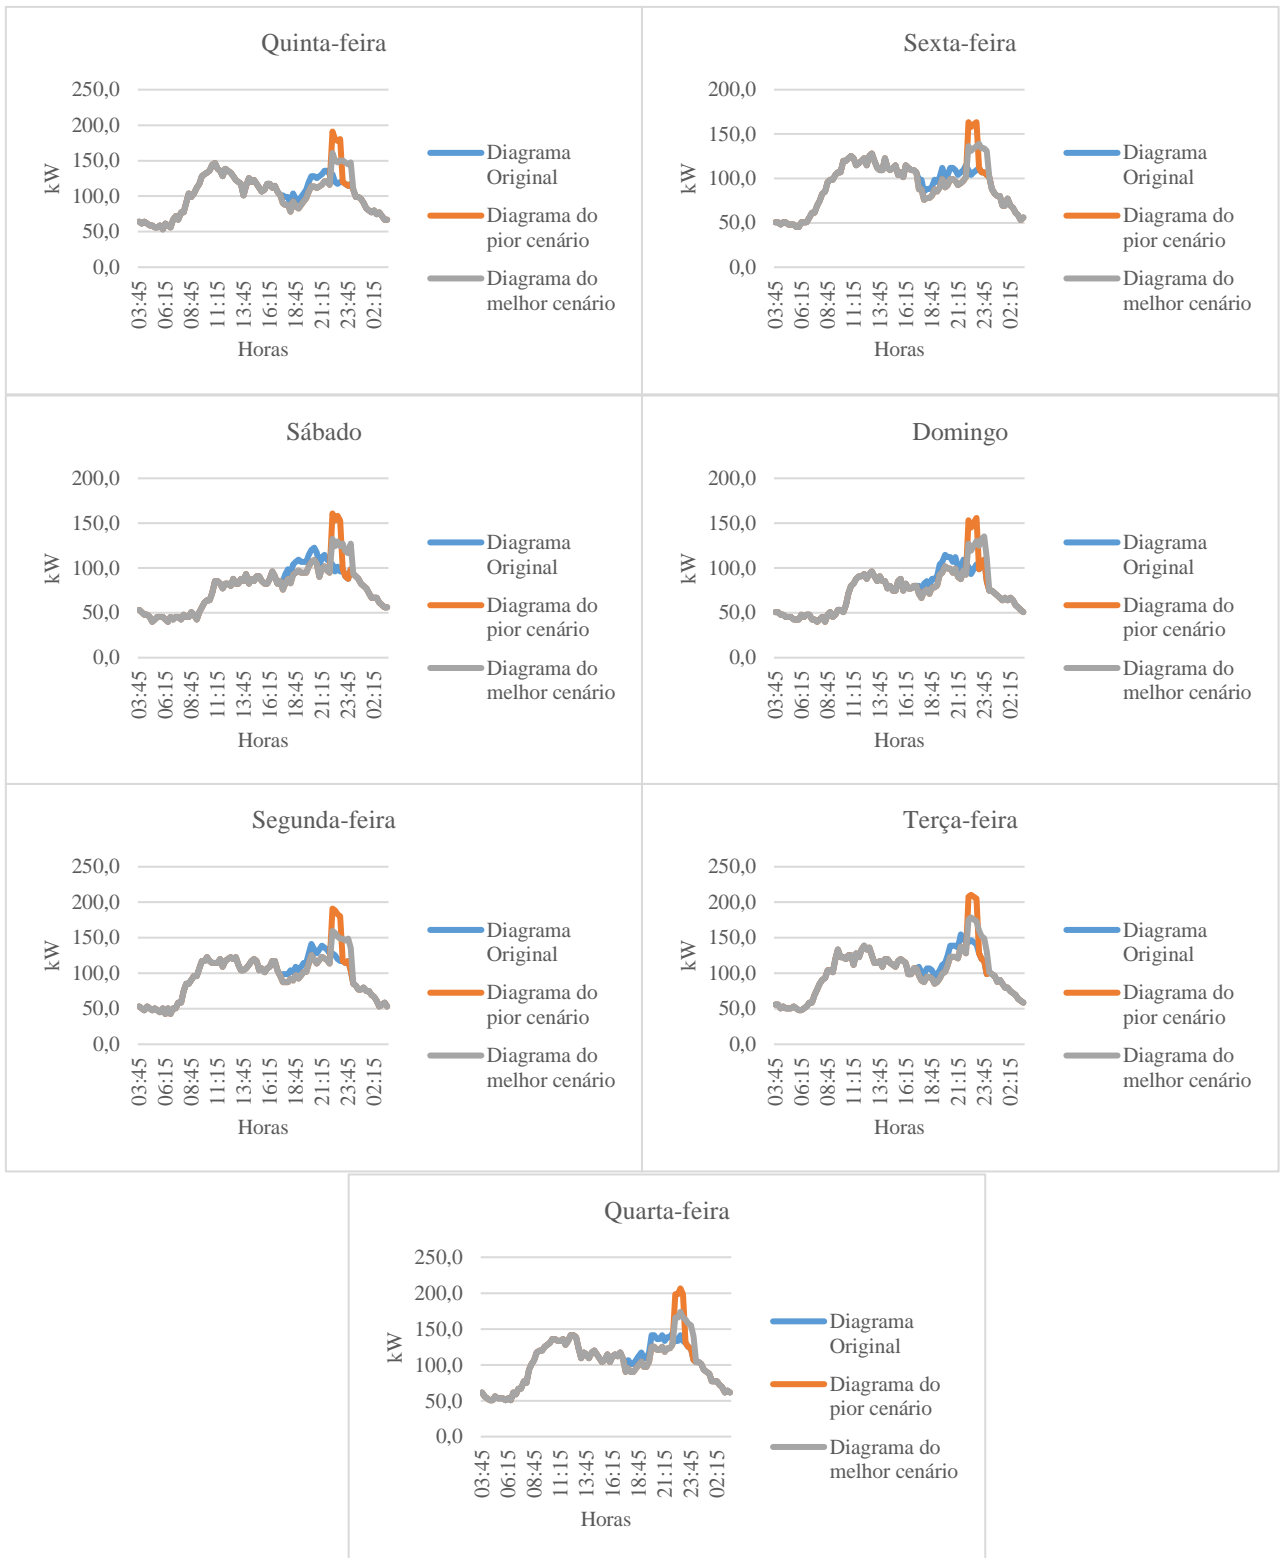 Quinta-feira
250,0
200,0
150,0
100,0
50,0
0,0
kW
03:45
06:15
08:45
11:15
13:45
16:15
18:45
21:15
23:45
02:15
Horas
Diagrama
Original
Diagrama do
pior cenário
Diagrama do
melhor cenário
Sexta-feira
200,0
150,0
100,0
50,0
0,0
kW
03:45
06:15
08:45
11:15
13:45
16:15
18:45
21:15
23:45
02:15
Horas
Diagrama
Original
Diagrama do
pior cenário
Diagrama do
melhor cenário
Sábado
200,0
150,0
100,0
50,0
0,0
kW
03:45
06:15
08:45
11:15
13:45
16:15
18:45
21:15
23:45
02:15
Horas
Diagrama
Original
Diagrama do
pior cenário
Diagrama do
melhor cenário
Domingo
200,0
150,0
100,0
50,0
0,0
kW
03:45
06:15
08:45
11:15
13:45
16:15
18:45
21:15
23:45
02:15
Horas
Diagrama
Original
Diagrama do
pior cenário
Diagrama do
melhor cenário
Segunda-feira
250,0
200,0
150,0
100,0
50,0
0,0
kW
03:45
06:15
08:45
11:15
13:45
16:15
18:45
21:15
23:45
02:15
Horas
Diagrama
Original
Diagrama do
pior cenário
Diagrama do
melhor cenário
Terça-feira
250,0
200,0
150,0
100,0
50,0
0,0
kW
03:45
06:15
08:45
11:15
13:45
16:15
18:45
21:15
23:45
02:15
Horas
Diagrama
Original
Diagrama do
pior cenário
Diagrama do
melhor cenário
Quarta-feira
250,0
200,0
150,0
100,0
50,0
0,0
kW
03:45
06:15
08:45
11:15
13:45
16:15
18:45
21:15
23:45
02:15
Horas
Diagrama
Original
Diagrama do
pior cenário
Diagrama do
melhor cenário